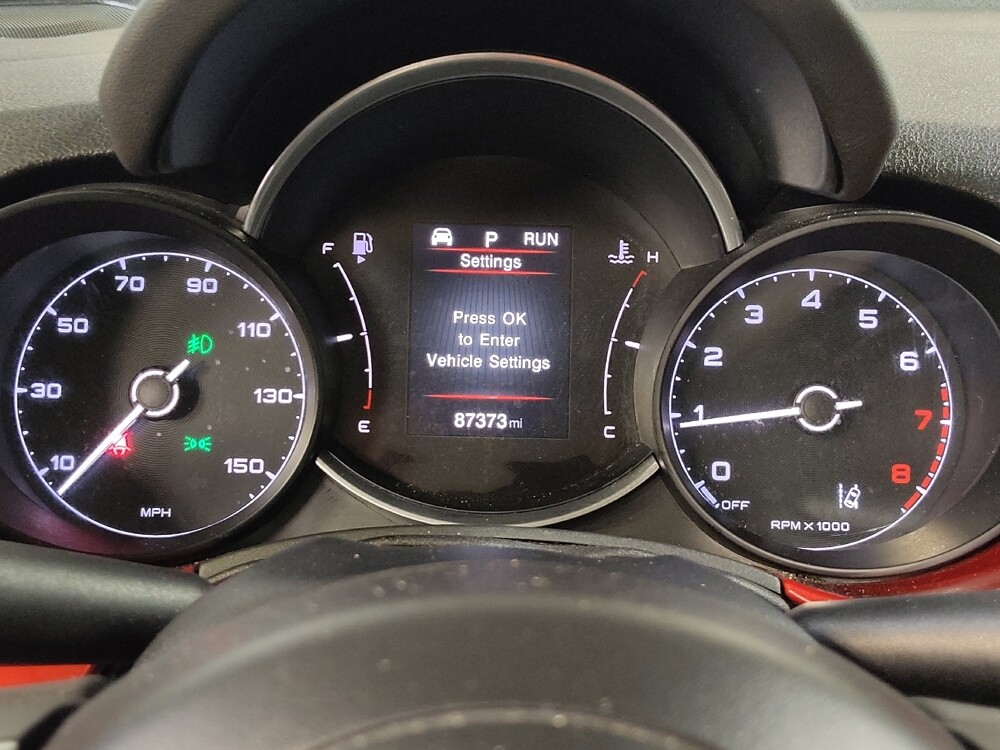 P RUN
Settings
Press OK
to Enter
Vehicle Settings
87373 mi
F
E
H
C
10
30
50
70
90
110
130
150
MPH
OFF
0
1
2
3
4
5
6
7
8
RPM X 1000